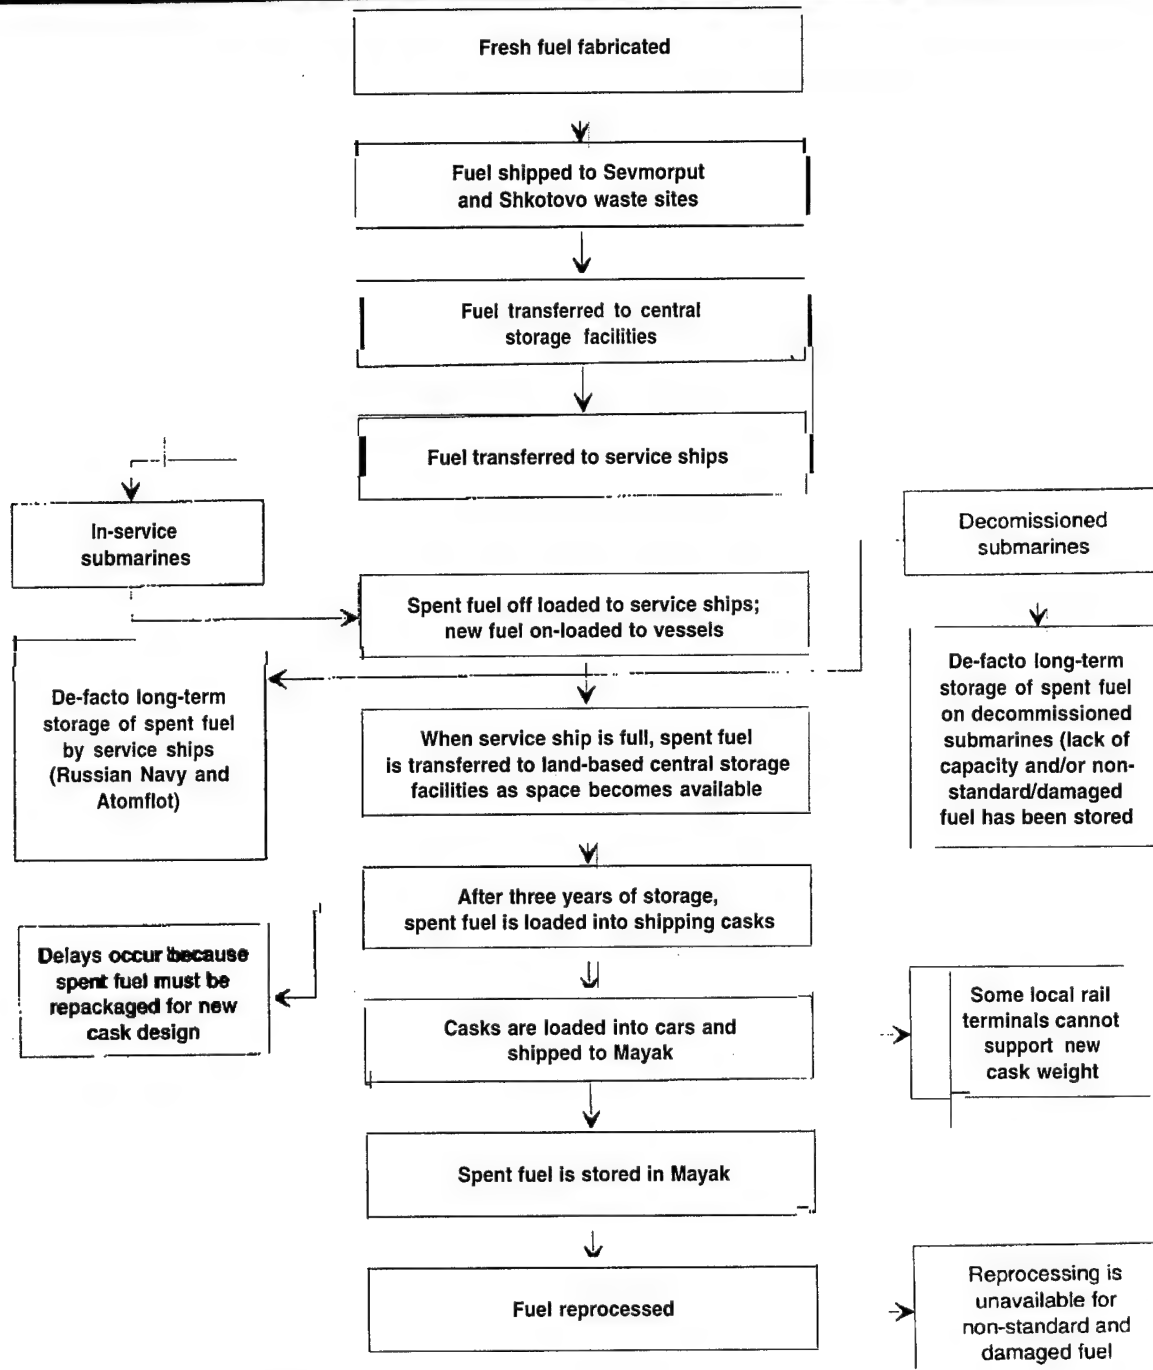 Fresh fuel fabricated
Fuel shipped to Sevmorput
and Shkotovo waste sites
Fuel transferred to central
storage facilities
Fuel transferred to service ships
In-service
submarines
Decomissioned
submarines
Spent fuel off loaded to service ships;
new fuel on-loaded to vessels
De-facto long-term
storage of spent fuel
by service ships
(Russian Navy and
Atomflot)
When service ship is full, spent fuel
is transferred to land-based central storage
facilities as space becomes available
De-facto long-term
storage of spent fuel
on decommissioned
submarines (lack of
capacity and/or non-
standard/damaged
fuel has been stored
After three years of storage,
spent fuel is loaded into shipping casks
Delays occur because
spent fuel must be
repackaged for new
cask design
Casks are loaded into cars and
shipped to Mayak
Some local rail
terminals cannot
support new
cask weight
Spent fuel is stored in Mayak
Fuel reprocessed
Reprocessing is
unavailable for
non-standard and
damaged fuel